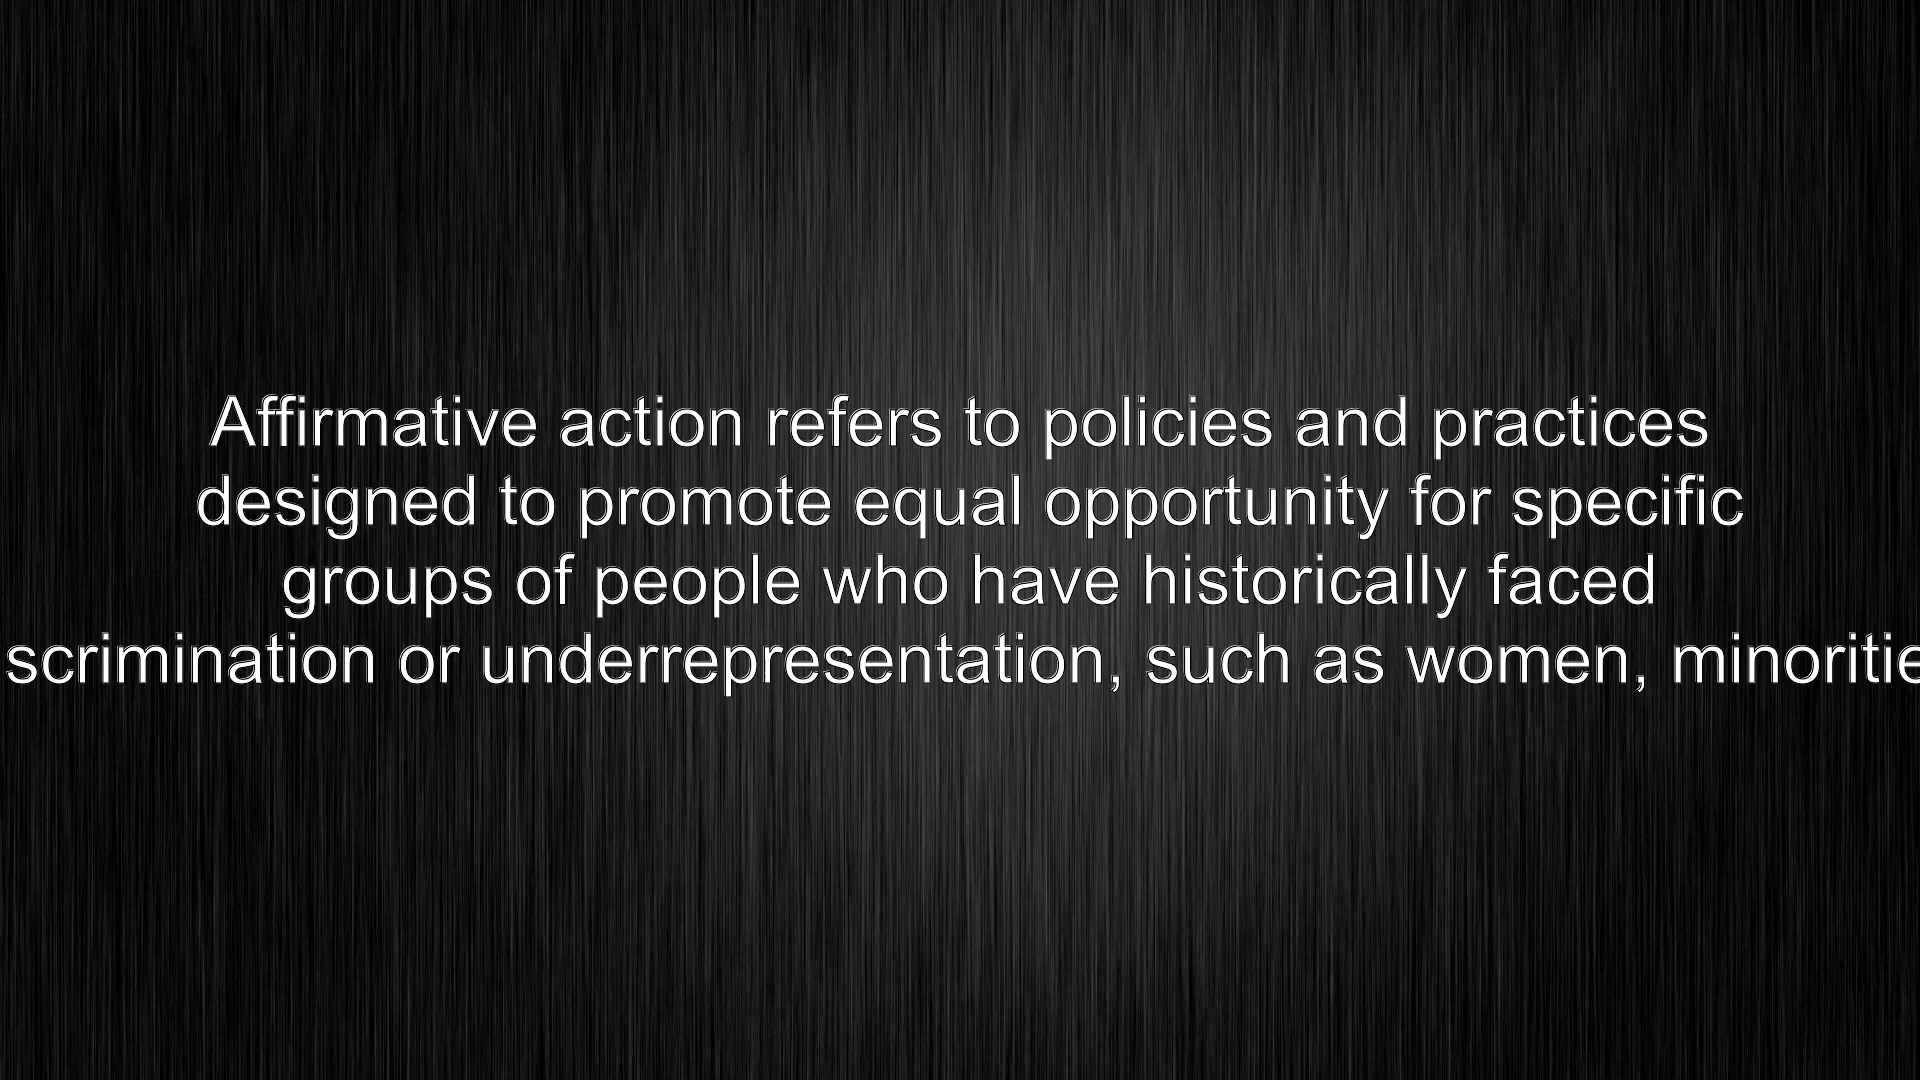 Affirmative action refers to policies and practices
designed to promote equal opportunity for specific
groups of people who have historically faced
scrimination or underrepresentation, such as women, minoritie